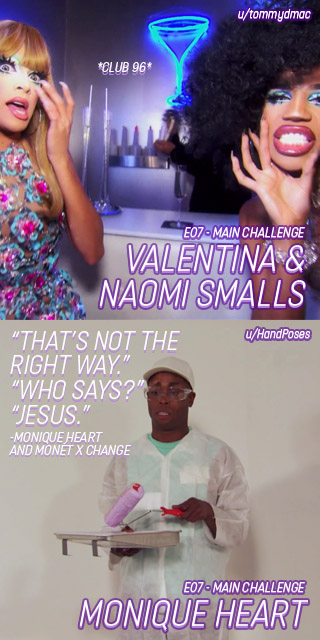 u/tommydmac
*CLUB 96*
E07 - MAIN CHALLENGE
VALENTINA &
NAOMI SMALLS
u/HandPoses
“THAT’S NOT THE
RIGHT WAY.”
“WHO SAYS?”
“JESUS.”
-MONIQUE HEART
AND MONÉT X CHANGE
E07 - MAIN CHALLENGE
MONIQUE HEART